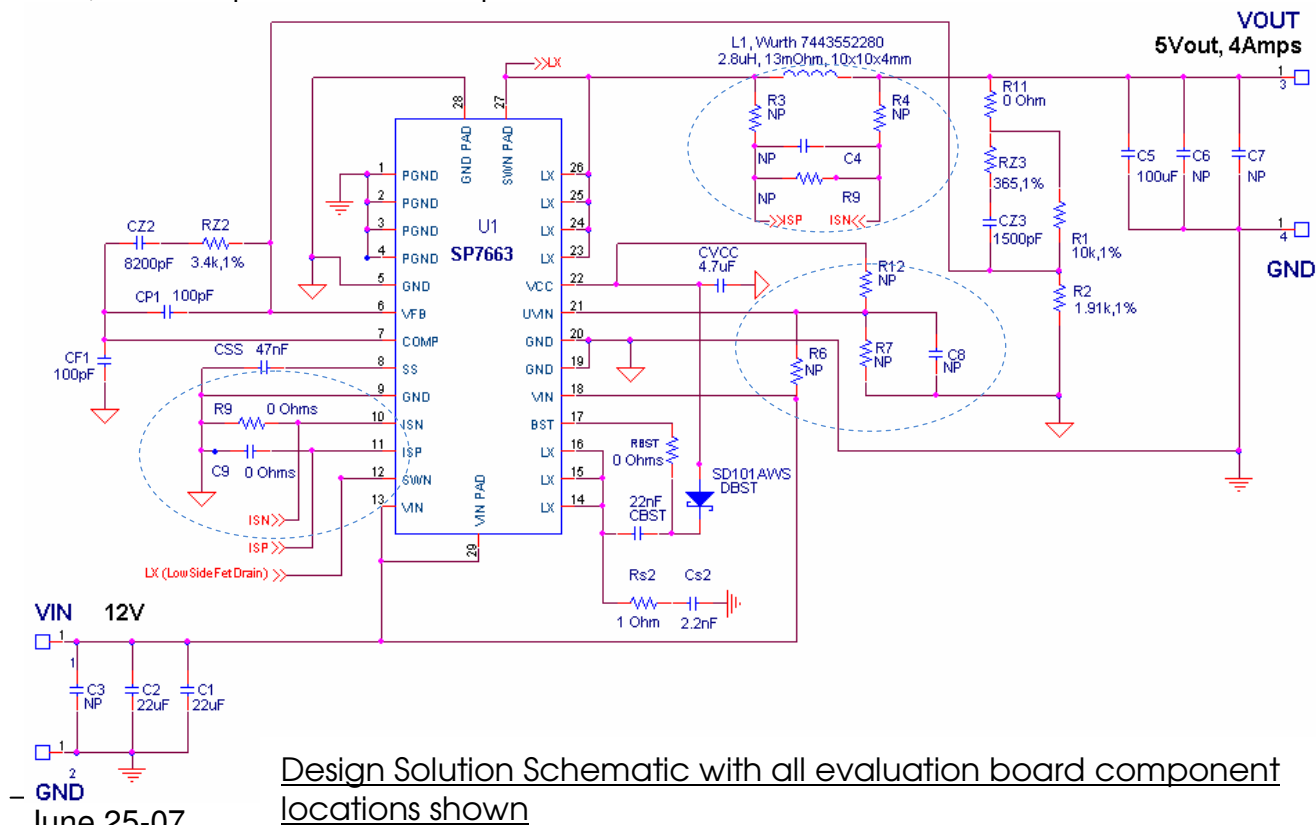 VOUT
5Vout, 4Amps
L1, Wurth 7443552280
2.8uH, 13mOhm, 10x10x4mm
LX
1
3
28
27
GND PAD
SWN PAD
R3
NP
R4
NP
R11
0 Ohm
NP
C4
NP
R9
ISP
ISN
RZ3
365,1%
CZ3
1500pF
R1
10k,1%
R2
1.91k,1%
C5
100uF
C6
NP
C7
NP
1
4
GND
U1
SP7663
1 PGND
2 PGND
3 PGND
4 PGND
5 GND
6 VFB
7 COMP
8 SS
9 GND
10 ISN
11 ISP
12 SWN
13 VIN
VIN PAD
29
26 LX
25 LX
24 LX
23 LX
22 VCC
21 UVIN
20 GND
19 GND
18 VIN
17 BST
16 LX
15 LX
14 LX
CZ2
8200pF
RZ2
3.4k,1%
CP1 100pF
CF1
100pF
CSS 47nF
R9 0 Ohms
C9 0 Ohms
ISN
ISP
LX (Low Side Fet Drain)
CVCC
4.7uF
R12
NP
R6
NP
R7
NP
C8
NP
RBST
0 Ohms
SD101AWS
DBST
22nF
CBST
Rs2
1 Ohm
Cs2
2.2nF
VIN 12V
1
1
C3
NP
C2
22uF
C1
22uF
1
2
GND
Design Solution Schematic with all evaluation board component
locations shown
June 25-07